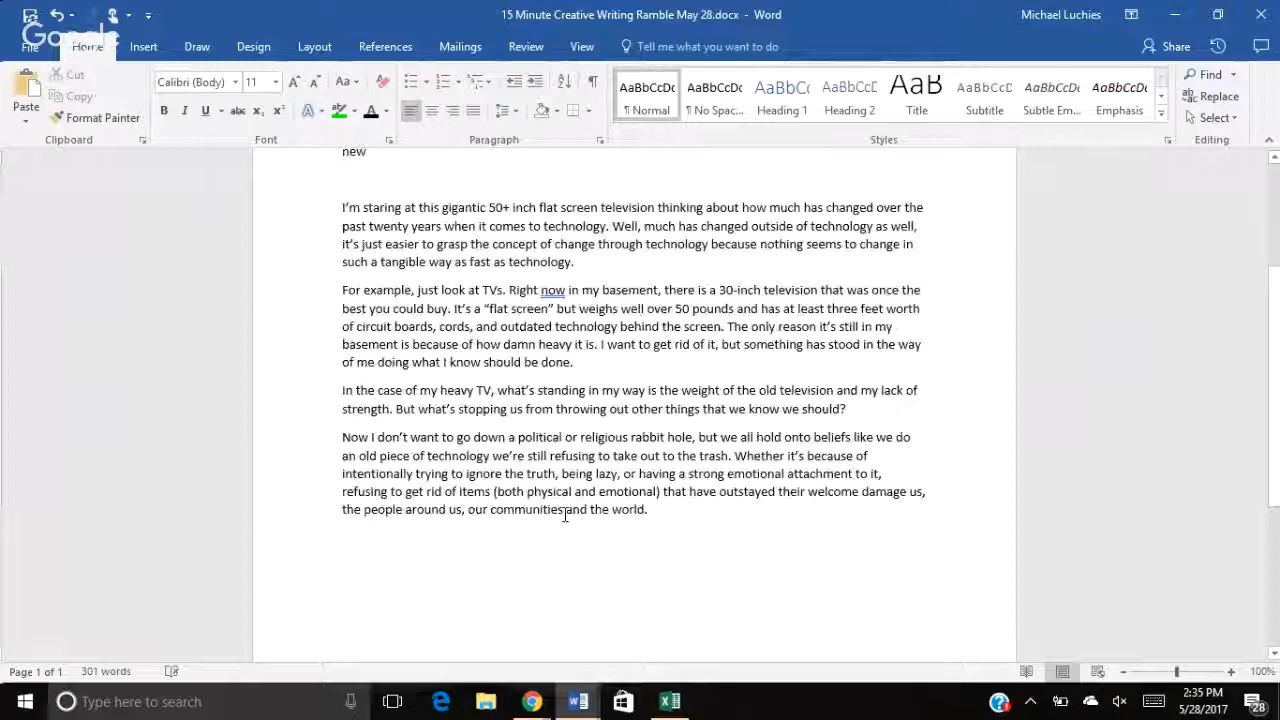 15 Minute Creative Writing Ramble May 28.docx - Word
Michael Luchies
Google
File Home Insert Draw Design Layout References Mailings Review View Tell me what you want to do
Share
Cut
Copy
Format Painter
Paste
Calibri (Body) 11
AaBbCcDc AaBbCcDc AaBbC AaBbCcD AaB AaBbCcD AaBbCcDc AaBbCcDc
¶ Normal ¶ No Spac... Heading 1 Heading 2 Title Subtitle Subtle Em... Emphasis
Find
Replace
Select
Clipboard Font Paragraph Styles Editing
new
I'm staring at this gigantic 50+ inch flat screen television thinking about how much has changed over the
past twenty years when it comes to technology. Well, much has changed outside of technology as well,
it's just easier to grasp the concept of change through technology because nothing seems to change in
such a tangible way as fast as technology.
For example, just look at TVs. Right now in my basement, there is a 30-inch television that was once the
best you could buy. It's a “flat screen” but weighs well over 50 pounds and has at least three feet worth
of circuit boards, cords, and outdated technology behind the screen. The only reason it's still in my
basement is because of how damn heavy it is. I want to get rid of it, but something has stood in the way
of me doing what I know should be done.
In the case of my heavy TV, what's standing in my way is the weight of the old television and my lack of
strength. But what's stopping us from throwing out other things that we know we should?
Now I don't want to go down a political or religious rabbit hole, but we all hold onto beliefs like we do
an old piece of technology we're still refusing to take out to the trash. Whether it's because of
intentionally trying to ignore the truth, being lazy, or having a strong emotional attachment to it,
refusing to get rid of items (both physical and emotional) that have outstayed their welcome damage us,
the people around us, our communities and the world.
Page 1 of 1 301 words
100%
Type here to search
2:35 PM
5/28/2017
28